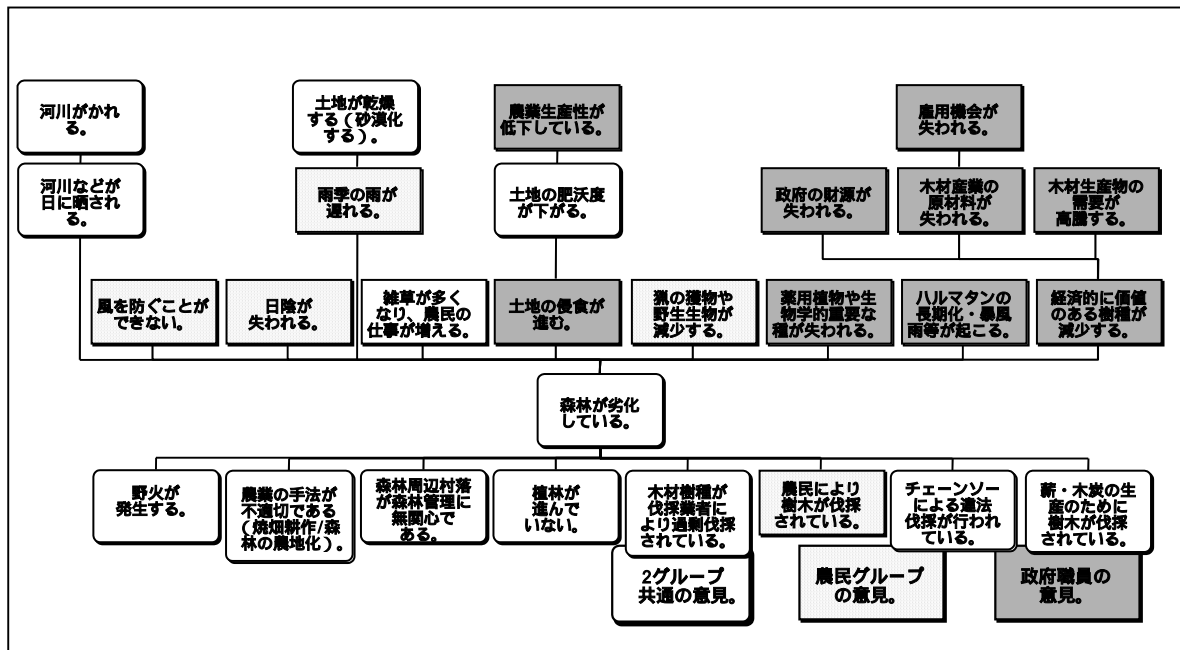 河川がかれ
る。
土地が乾燥
する（砂漠化
する）。
農業生産性が
低下している。
雇用機会が
失われる。
河川などが
日に晒され
る。
雨季の雨が
遅れる。
土地の肥沃度
が下がる。
政府の財源が
失われる。
木材産業の
原材料が
失われる。
木材生産物の
需要が
高騰する。
風を防ぐことが
できない。
日陰が
失われる。
雑草が多く
なり、農民の
仕事が増える。
土地の侵食が
進む。
猟の獲物や
野生生物が
減少する。
薬用植物や生
物学的重要な
種が失われる。
ハルマタンの
長期化・暴風
雨等が起こる。
経済的に価値
のある樹種が
減少する。
森林が劣化
している。
野火が
発生する。
農業の手法が
不適切である
（焼畑耕作/森
林の農地化）。
森林周辺村落
が森林管理に
無関心で
ある。
植林が
進んで
いない。
木材樹種が
伐採業者に
より過剰伐採
されている。
農民により
樹木が伐採
されている。
チェーンソー
による違法
伐採が行われ
ている。
薪・木炭の生
産のために
樹木が伐採
されている。
2グループ
共通の意見。
農民グループ
の意見。
政府職員の
意見。